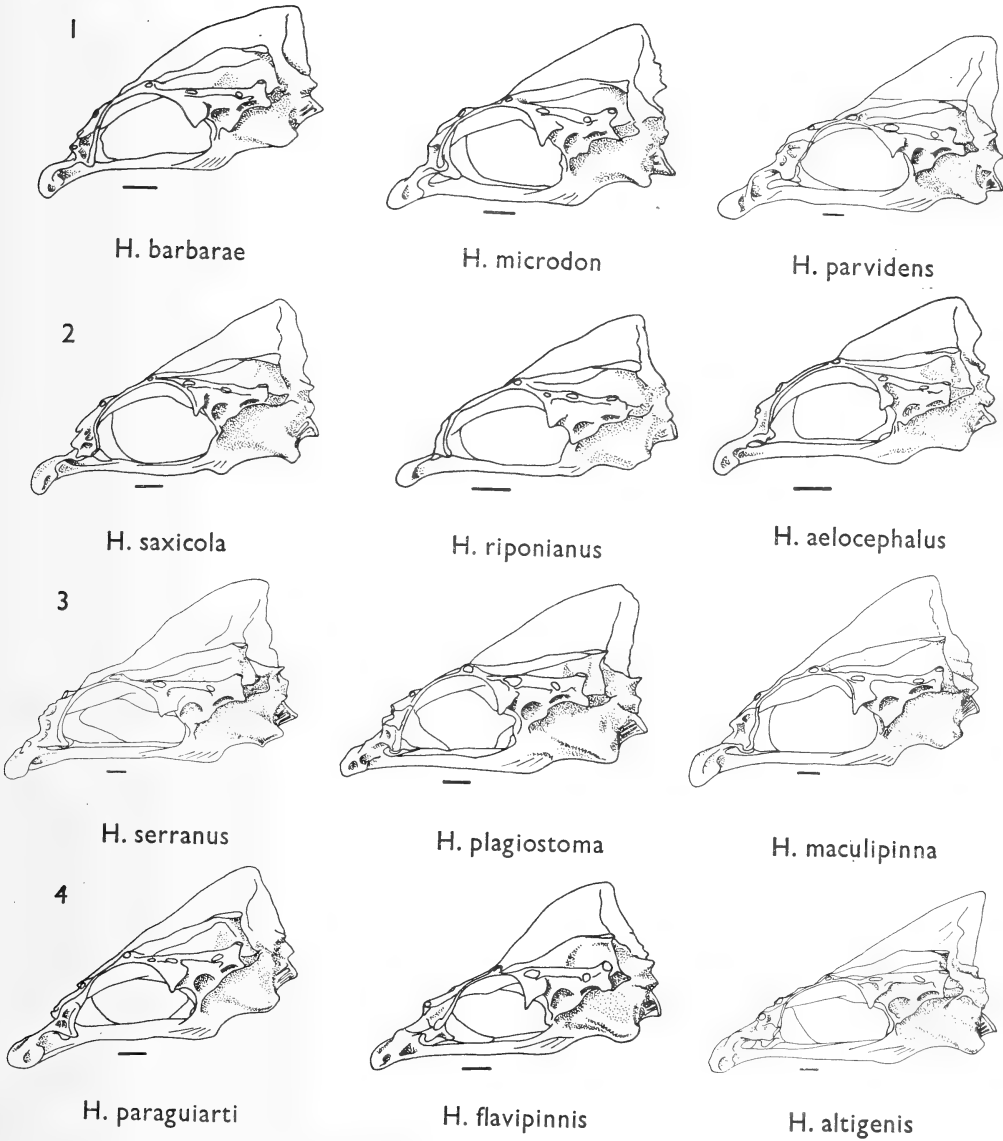 1
H. barbarae
H. microdon
H. parvidens
2
H. saxicola
H. riponianus
H. aelocephalus
3
H. serranus
H. plagiostoma
H. maculipinna
4
H. paraguiarti
H. flavipinnis
H. altigenis